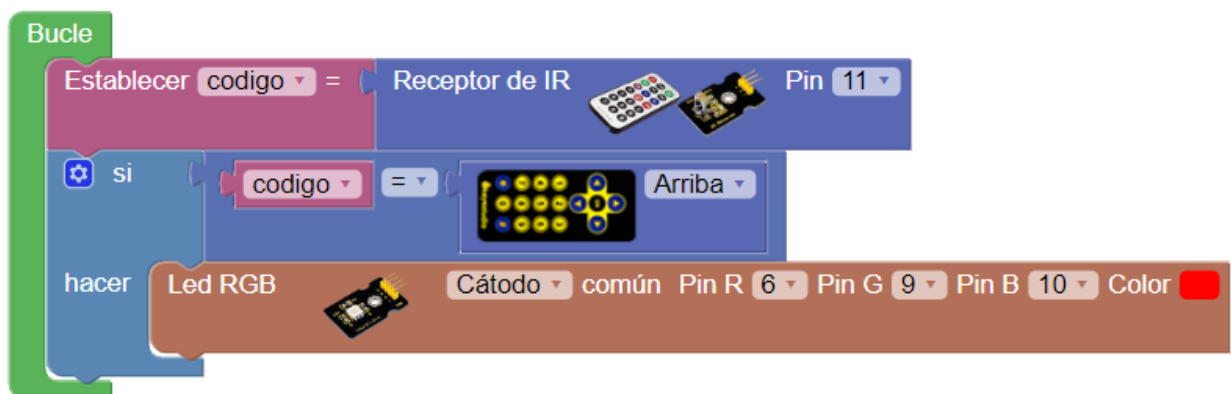 Bucle
Establecer codigo = Receptor de IR Pin 11
si codigo = Arriba
hacer Led RGB Cátodo común Pin R 6 Pin G 9 Pin B 10 Color